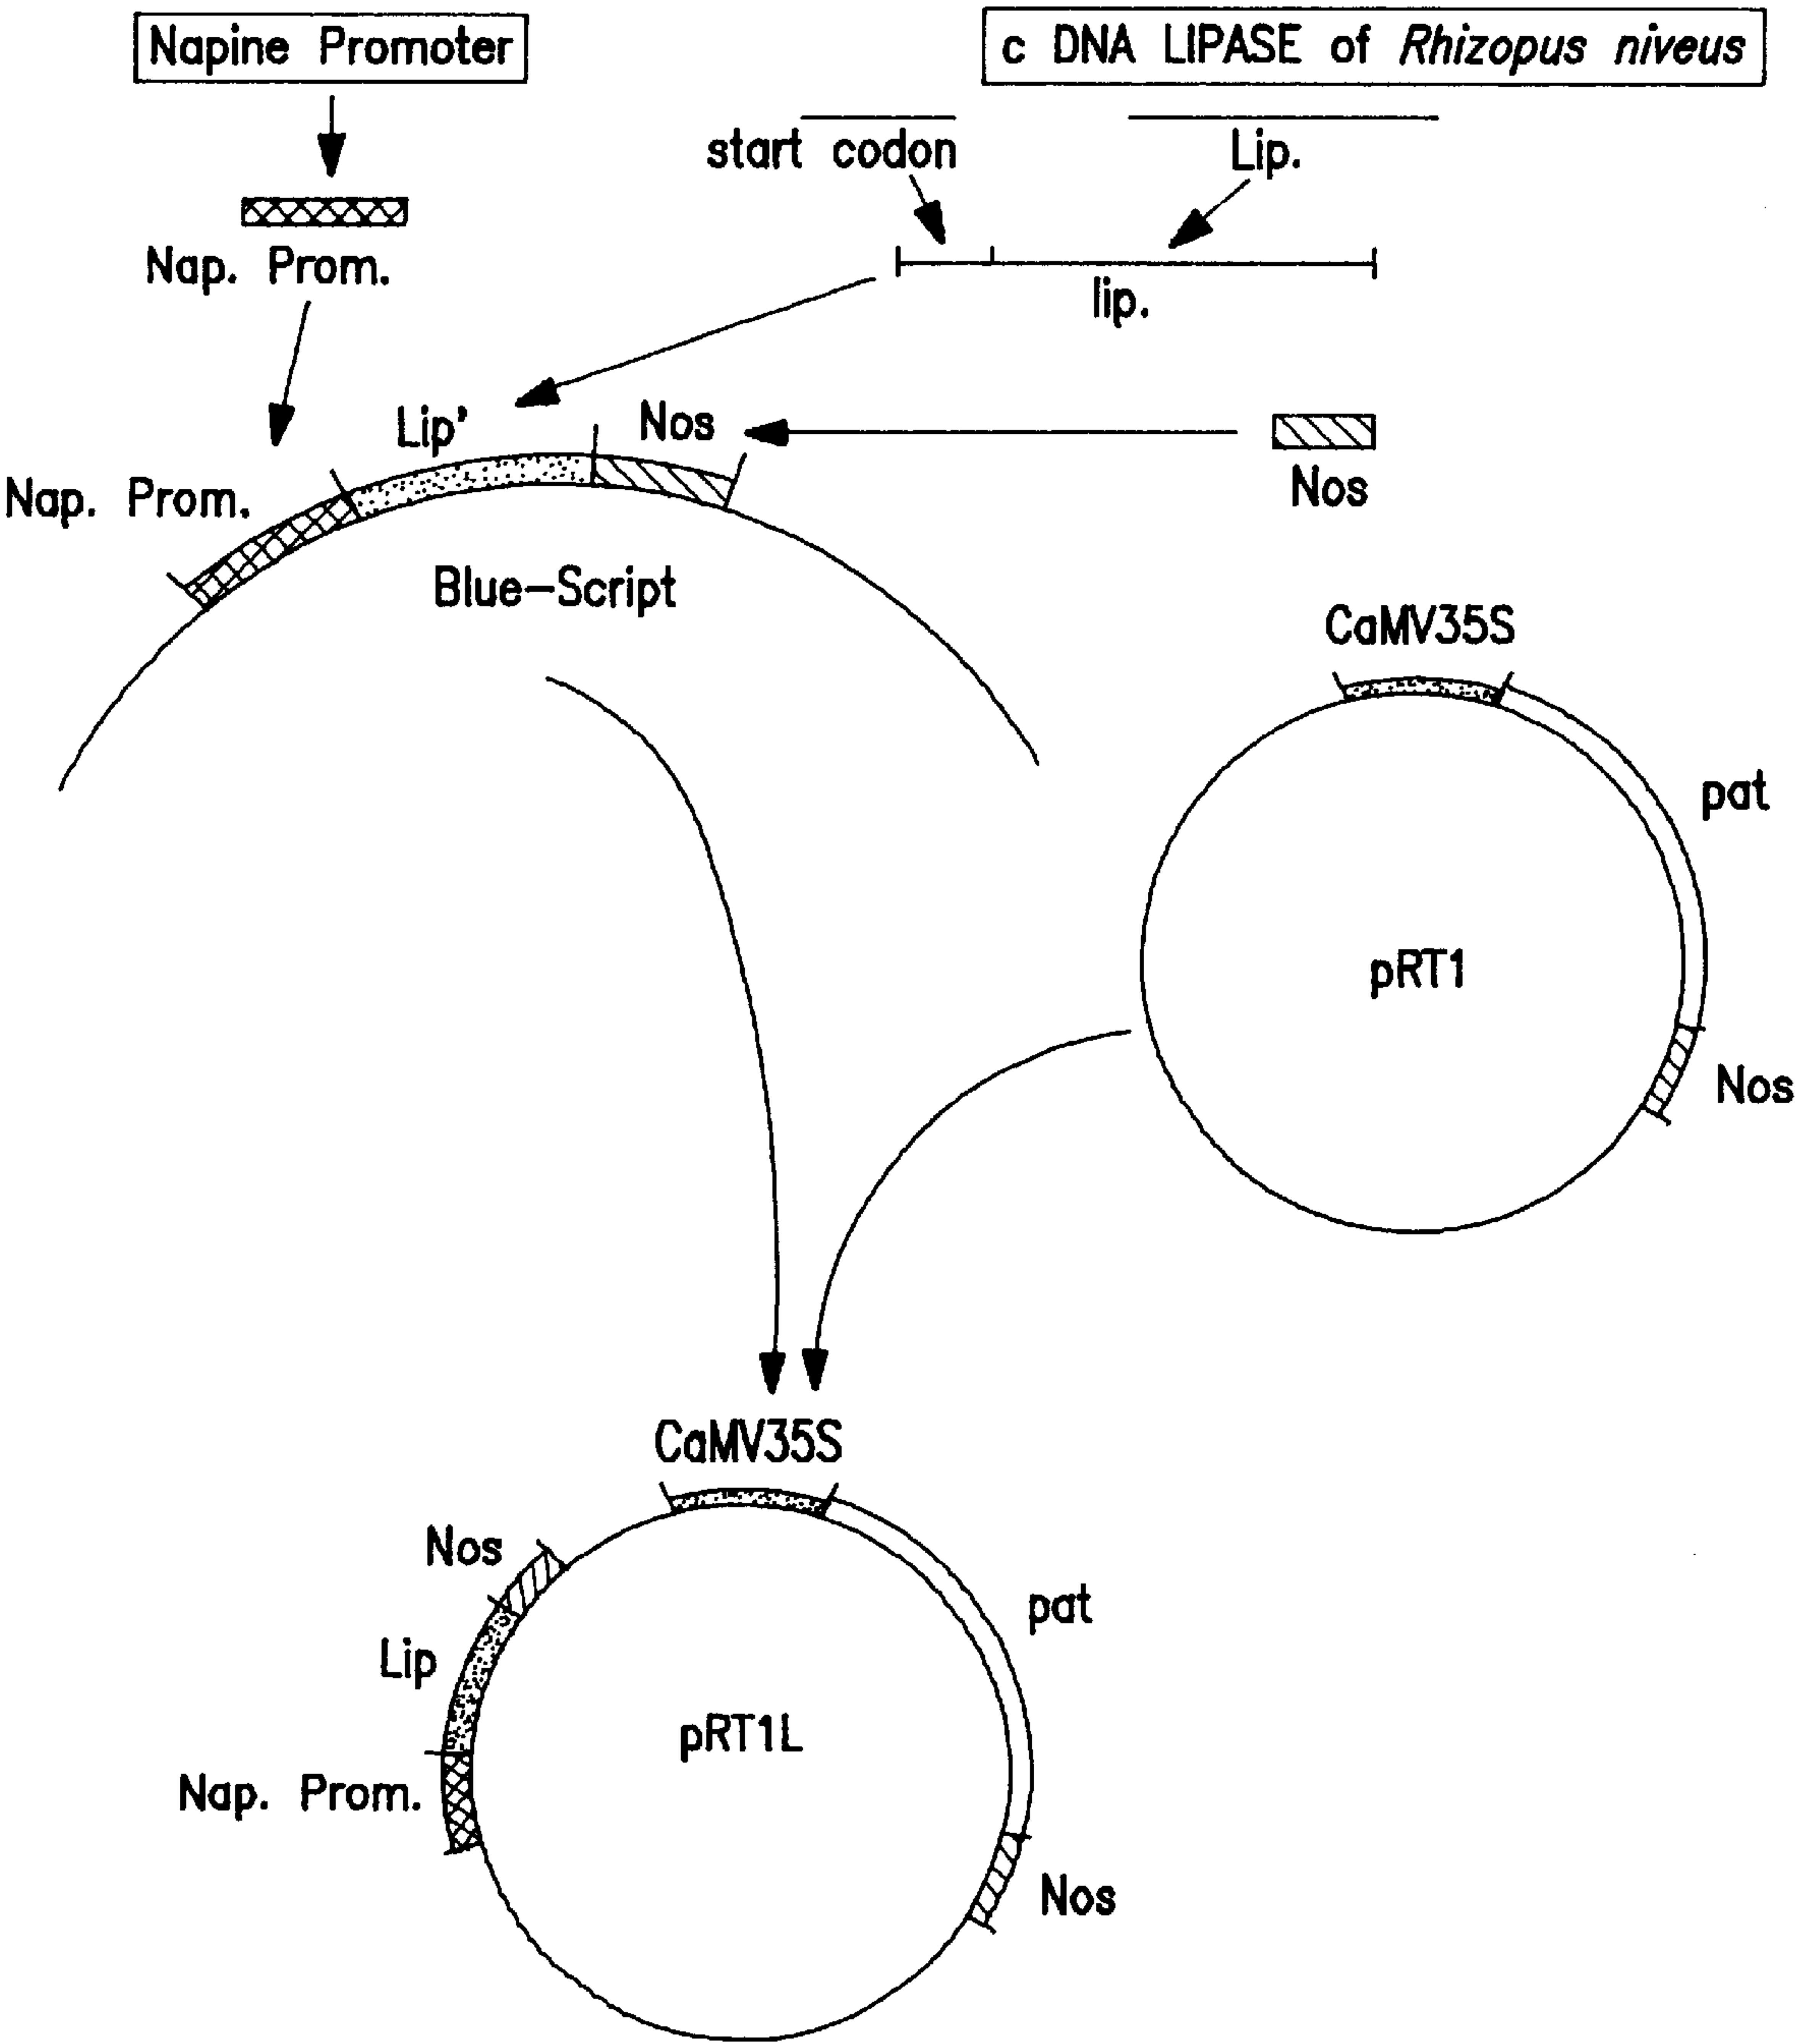 Napine Promoter
c DNA LIPASE of Rhizopus niveus
start codon
Lip.
Nap. Prom.
lip.
Lip'
Nos
Nos
Nap. Prom.
Blue-Script
CaMV35S
pat
pRT1
Nos
CaMV35S
Nos
pat
Lip
pRT1L
Nap. Prom.
Nos